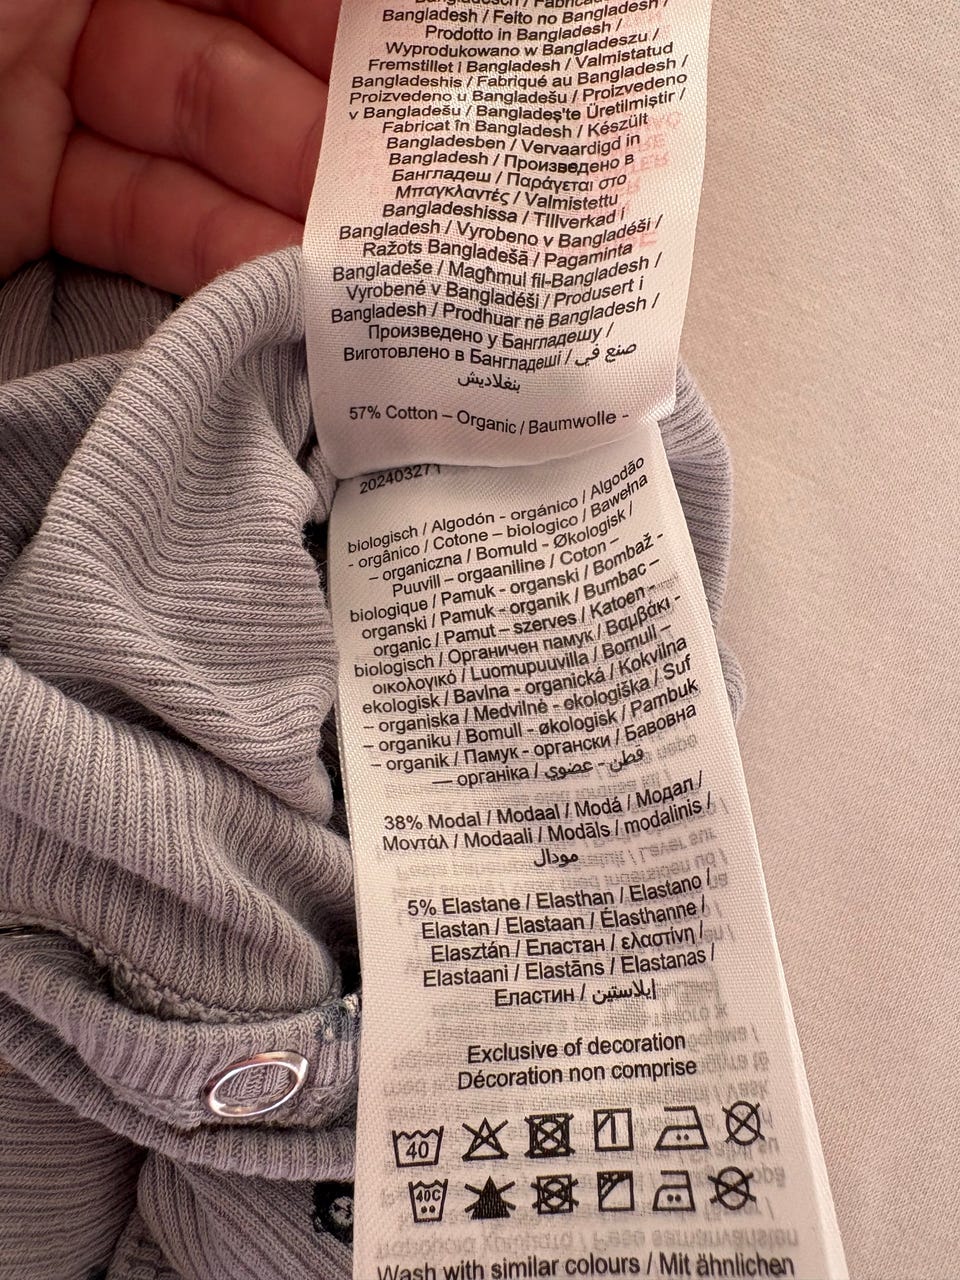 Bangladesh / Feito no Bangladesh /
Prodotto in Bangladesh /
Wyprodukowano w Bangladeszu /
Fremstillet i Bangladesh / Valmistatud
Bangladeshis / Fabriqué au Bangladesh /
Proizvedeno u Bangladešu / Proizvedeno
v Bangladešu / Bangladeş'te Üretilmiştir /
Fabricat în Bangladesh / Készült
Bangladesben / Vervaardigd in
Bangladesh / Произведено в
Бангладеш / Παράγεται στο
Μπαγκλαντές / Valmistettu
Bangladeshissa / TIllverkad i
Bangladesh / Vyrobeno v Bangladéši /
Ražots Bangladešā / Pagaminta
Bangladeše / Magħmul fil-Bangladesh /
Vyrobené v Bangladéši / Produsert i
Bangladesh / Prodhuar në Bangladesh /
Произведено у Бангладешу /
Виготовлено в Бангладеші / صنع في
بنغلاديش
57% Cotton – Organic / Baumwolle -
202403271
biologisch / Algodón - orgánico / Algodão
- orgânico / Cotone – biologico / Bawełna
– organiczna / Bomuld - Økologisk /
Puuvill – orgaaniline / Coton –
biologique / Pamuk - organski / Bombaž -
organski / Pamuk - organik / Bumbac –
organic / Pamut – szerves / Katoen -
biologisch / Органичен памук / Βαμβάκι -
οικολογικό / Luomupuuvilla / Bomull –
ekologisk / Bavlna - organická / Kokvilna
– organiska / Medvilnė - ekologiška / Suf
– organiku / Bomull - økologisk / Pambuk
– organik / Памук - органски / Бавовна
— органіка / قطن - عضوي
38% Modal / Modaal / Modá / Модал /
Μοντάλ / Modaali / Modāls / modalinis /
مودال
5% Elastane / Elasthan / Elastano /
Elastan / Elastaan / Élasthanne /
Elasztán / Еластан / ελαστίνη /
Elastaani / Elastāns / Elastanas /
Еластин / إيلاستين
Exclusive of decoration
Décoration non comprise
40
40C
Wash with similar colours / Mit ähnlichen